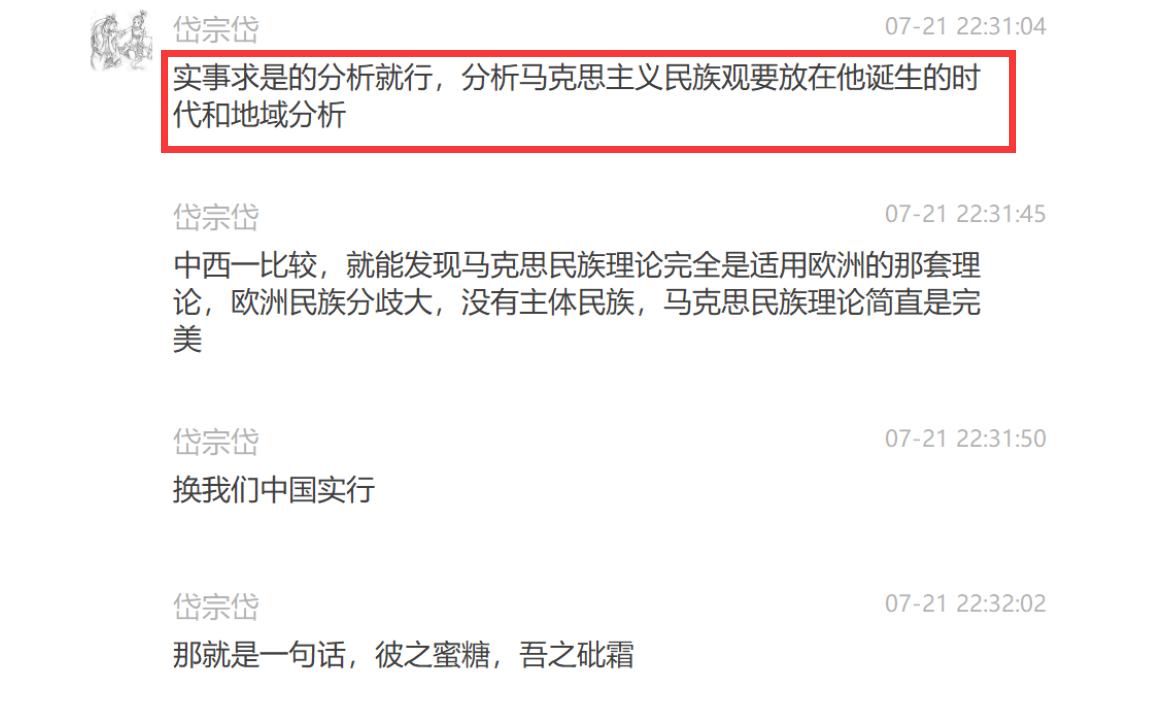 岱宗岱
07-21 22:31:04
实事求是的分析就行，分析马克思主义民族观要放在他诞生的时
代和地域分析
岱宗岱
07-21 22:31:45
中西一比较，就能发现马克思民族理论完全是适用欧洲的那套理
论，欧洲民族分歧大，没有主体民族，马克思民族理论简直是完
美
岱宗岱
07-21 22:31:50
换我们中国实行
岱宗岱
07-21 22:32:02
那就是一句话，彼之蜜糖，吾之砒霜